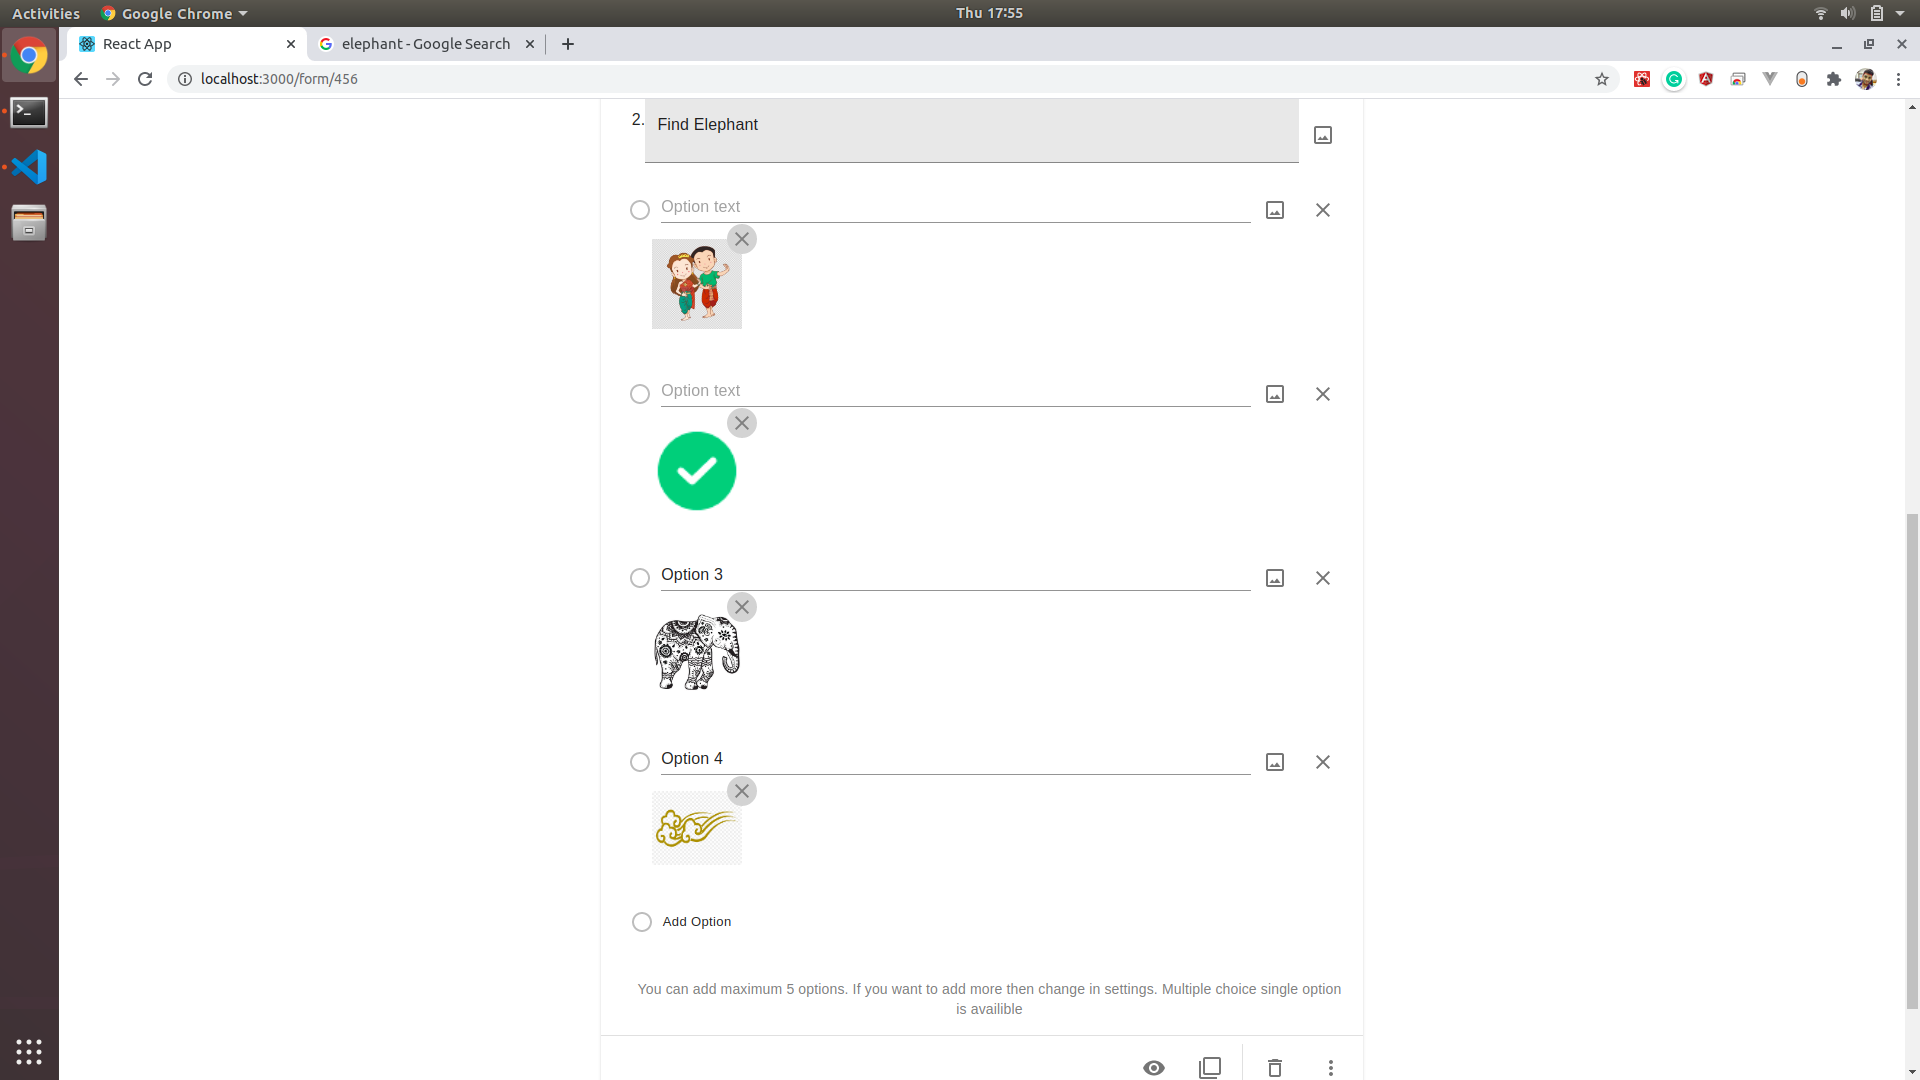 Activities
Google Chrome
Thu 17:55
React App
elephant - Google Search
localhost:3000/form/456
2.
Find Elephant
Option text
Option text
Option 3
Option 4
Add Option
You can add maximum 5 options. If you want to add more then change in settings. Multiple choice single option
is availible